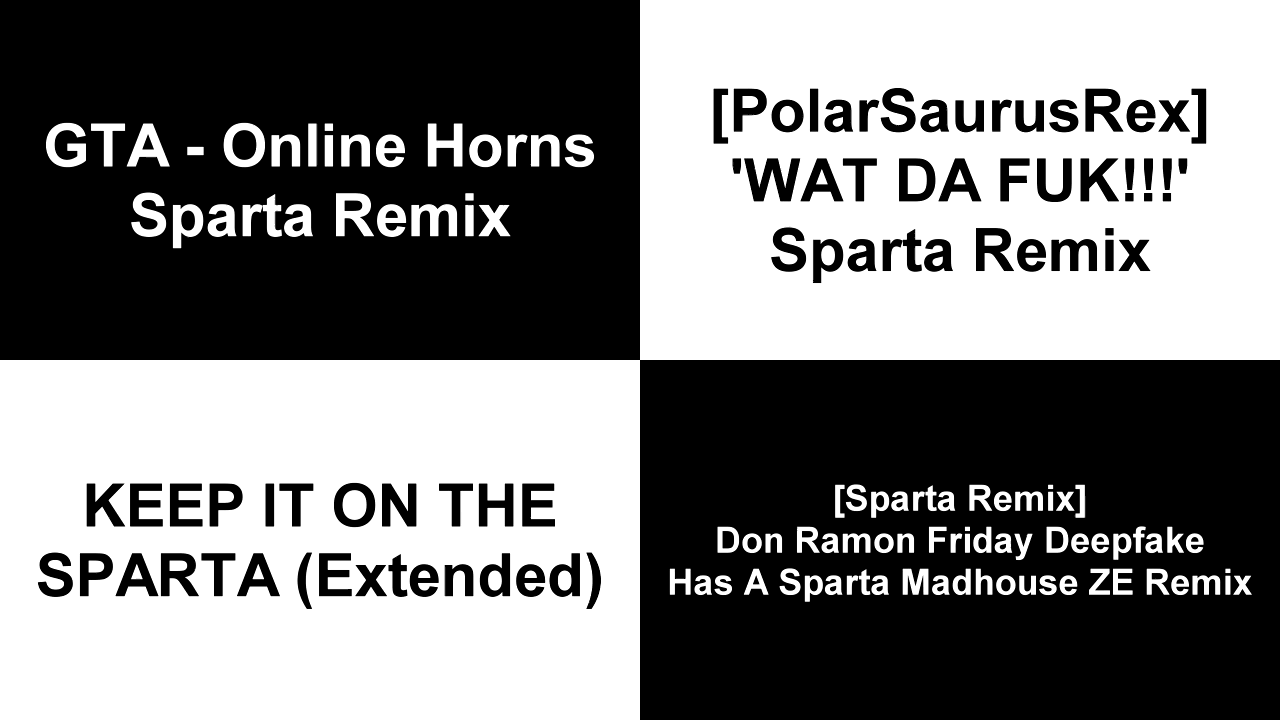 GTA - Online Horns
Sparta Remix
[PolarSaurusRex]
'WAT DA FUK!!!'
Sparta Remix
KEEP IT ON THE
SPARTA (Extended)
[Sparta Remix]
Don Ramon Friday Deepfake
Has A Sparta Madhouse ZE Remix